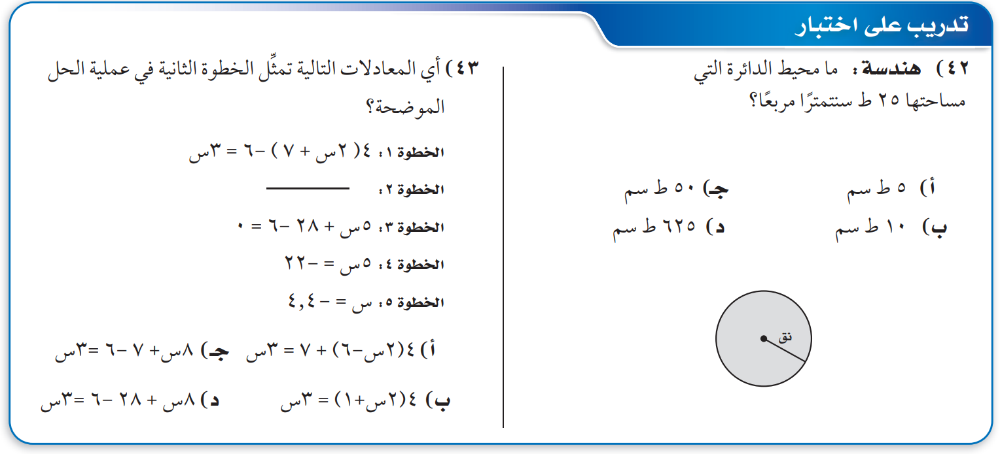 تدريب على اختبار
٤٢) هندسة: ما محيط الدائرة التي
مساحتها ٢٥ ط سنتمترًا مربعًا؟
أ) ٥ ط سم
جـ) ٥٠ ط سم
ب) ١٠ ط سم
د) ٦٢٥ ط سم
نق
٤٣) أي المعادلات التالية تمثِّل الخطوة الثانية في عملية الحل
الموضحة؟
الخطوة ١: ٤(٢س + ٧) –٦ = ٣س
الخطوة ٢: ــــــــــــ
الخطوة ٣: ٥س + ٢٨ –٦ = ٠
الخطوة ٤: ٥س = –٢٢
الخطوة ٥: س = –٤,٤
أ) ٤(٢س–٦) + ٧ = ٣س
جـ) ٨س+ ٧ –٦ =٣س
ب) ٤(٢س+١) = ٣س
د) ٨س + ٢٨ –٦ =٣س